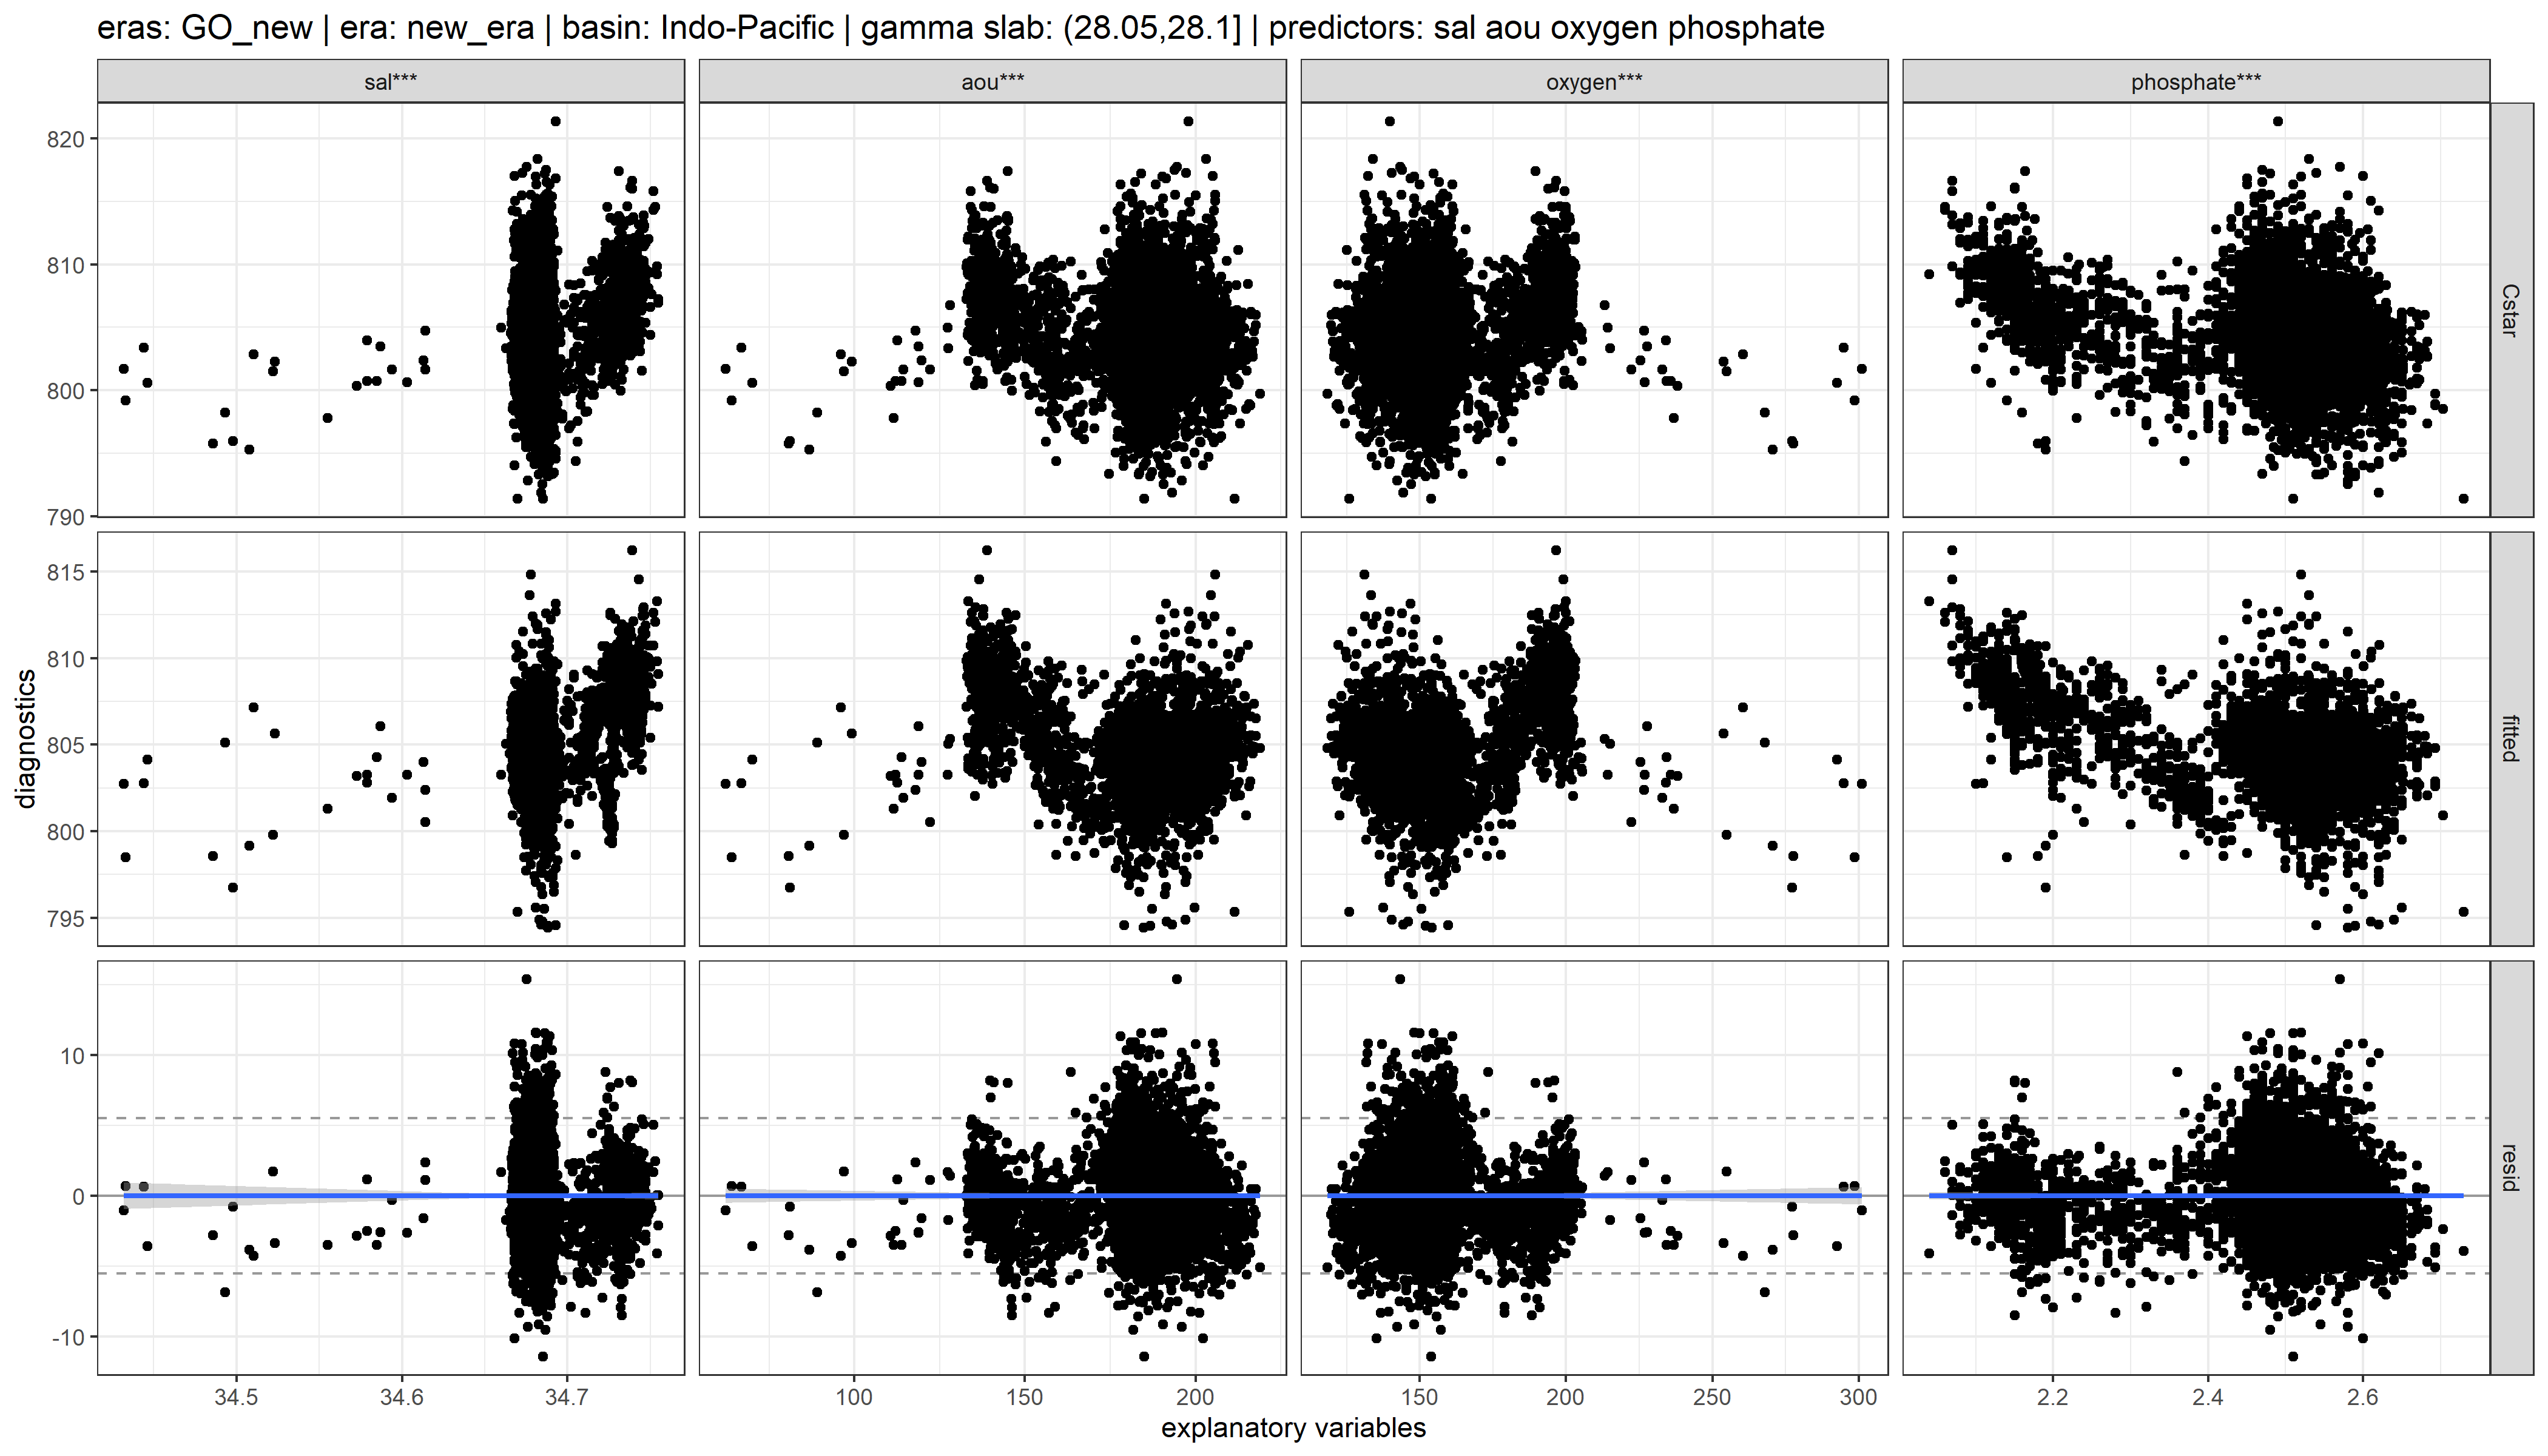 eras: GO_new | era: new_era | basin: Indo-Pacific | gamma slab: (28.05,28.1] | predictors: sal aou oxygen phosphate
sal***
aou***
oxygen***
phosphate***
820
810
800
790
Cstar
815
810
805
800
795
fitted
10
0
-10
resid
diagnostics
34.5
34.6
34.7
100
150
200
150
200
250
300
2.2
2.4
2.6
explanatory variables